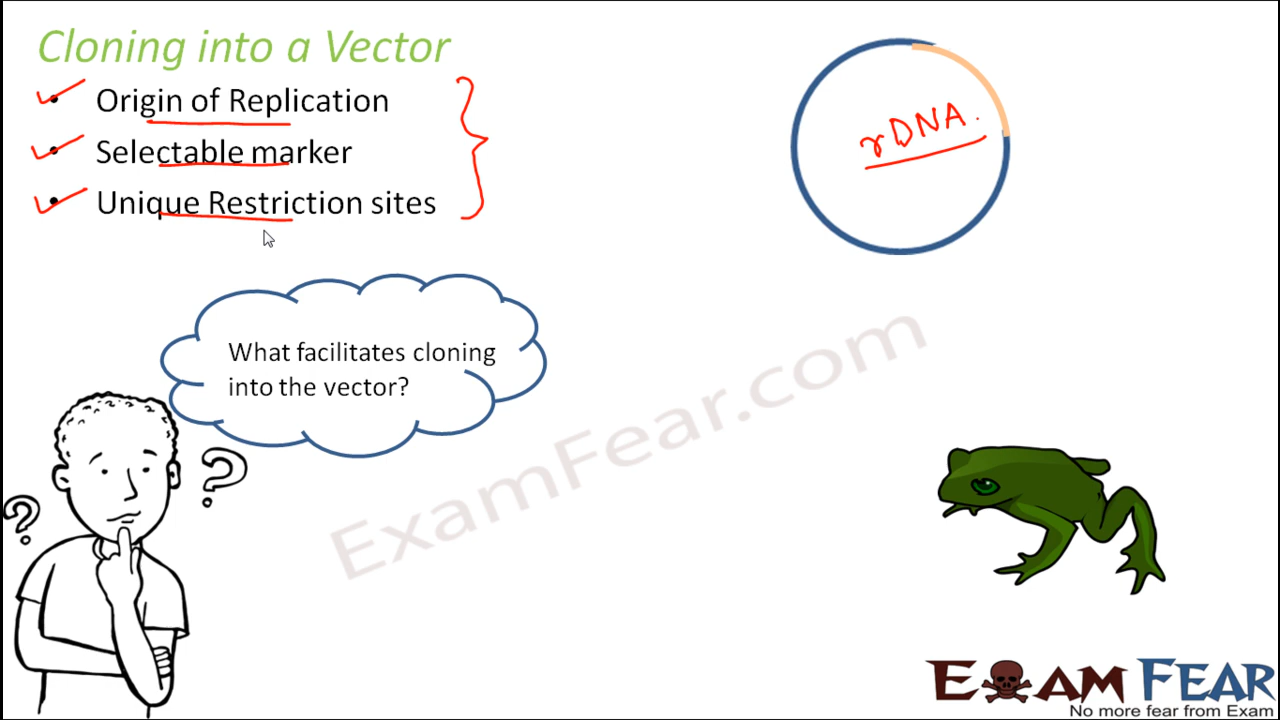 Cloning into a Vector
• Origin of Replication
• Selectable marker
• Unique Restriction sites
rDNA.
What facilitates cloning
into the vector?
? ?
ExamFear.com
EXAM FEAR
No more fear from Exam